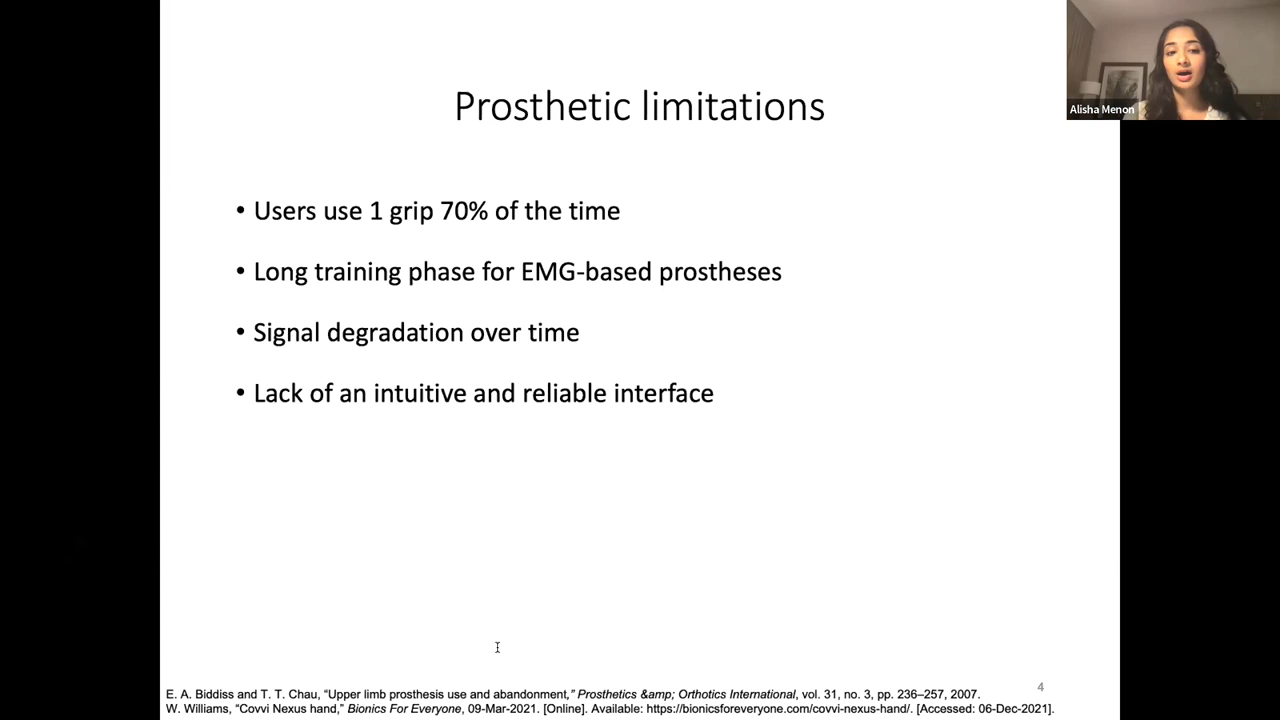 Alisha Menon
Prosthetic limitations
• Users use 1 grip 70% of the time
• Long training phase for EMG-based prostheses
• Signal degradation over time
• Lack of an intuitive and reliable interface
4
E. A. Biddiss and T. T. Chau, “Upper limb prosthesis use and abandonment,” Prosthetics &amp; Orthotics International, vol. 31, no. 3, pp. 236–257, 2007.
W. Williams, “Covvi Nexus hand,” Bionics For Everyone, 09-Mar-2021. [Online]. Available: https://bionicsforeveryone.com/covvi-nexus-hand/. [Accessed: 06-Dec-2021].